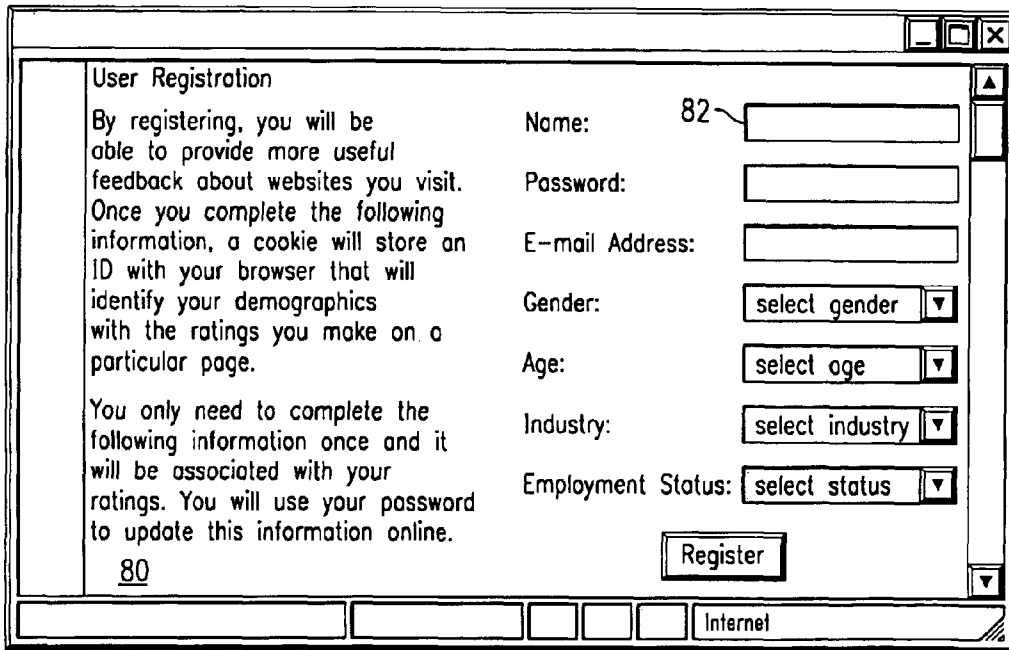 User Registration
By registering, you will be
able to provide more useful
feedback about websites you visit.
Once you complete the following
information, a cookie will store an
ID with your browser that will
identify your demographics
with the ratings you make on a
particular page.
You only need to complete the
following information once and it
will be associated with your
ratings. You will use your password
to update this information online.
80
Name:
82
Password:
E-mail Address:
Gender:
select gender
Age:
select age
Industry:
select industry
Employment Status:
select status
Register
Internet